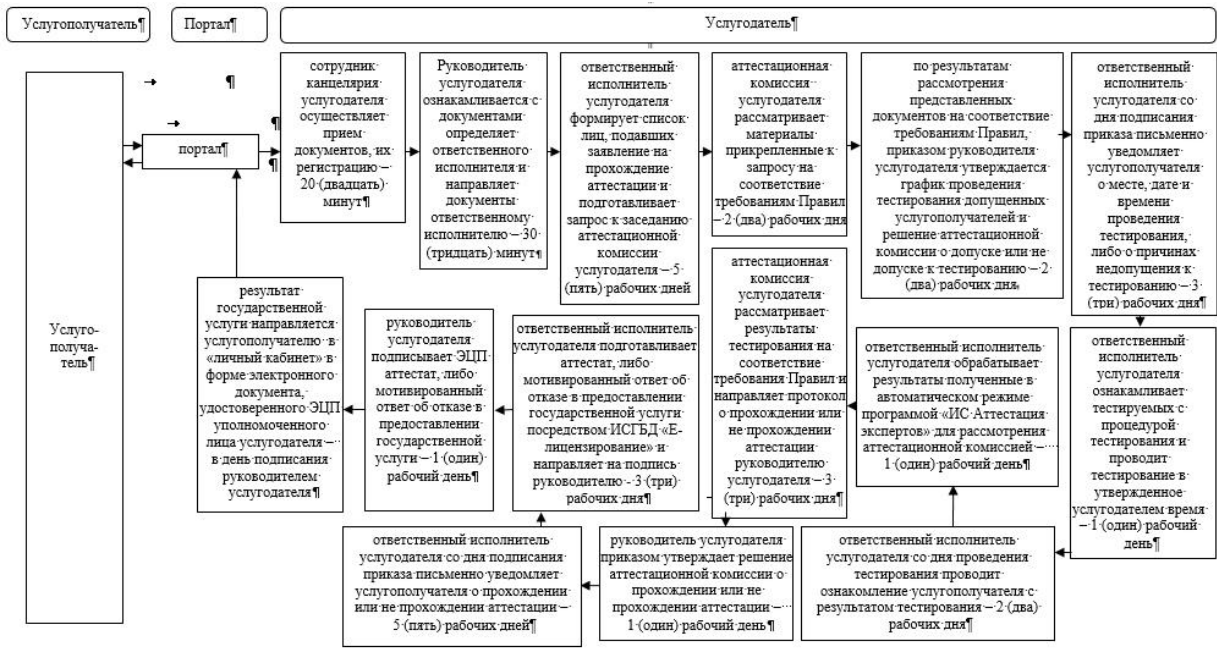 Услугополучатель¶
Портал¶
Услугодатель¶
Услуго-
получа-
тель¶
портал¶
сотрудник
канцелярия
услугодателя
осуществляет
прием
документов, их
регистрацию –
20 (двадцать)
минут¶
Руководитель
услугодателя
ознакамливается с
документами
определяет
ответственного
исполнителя и
направляет
документы
ответственному
исполнителю – 30
(тридцать) минут¶
ответственный
исполнитель
услугодателя
формирует список
лиц, подавших
заявление на
прохождение
аттестации и
подготавливает
запрос к заседанию
аттестационной
комиссии
услугодателя – 5
(пять) рабочих дней
аттестационная
комиссия
услугодателя
рассматривает
материалы
прикрепленные к
запросу на
соответствие
требованиям Правил
– 2 (два) рабочих дня
по результатам
рассмотрения
представленных
документов на соответствие
требованиям Правил,
приказом руководителя
услугодателя утверждается
график проведения
тестирования допущенных
услугополучателей и
решение аттестационной
комиссии о допуске или не
допуске к тестированию – 2
(два) рабочих дня¶
ответственный
исполнитель
услугодателя со
дня подписания
приказа письменно
уведомляет
услугополучателя
о месте, дате и
времени
проведения
тестирования,
либо о причинах
недопущения к
тестированию – 3
(три) рабочих дня¶
ответственный
исполнитель
услугодателя
ознакамливает
тестируемых с
процедурой
тестирования и
проводит
тестирование в
утвержденное
услугодателем время
– 1 (один) рабочий
день¶
ответственный исполнитель
услугодателя со дня проведения
тестирования проводит
ознакомление услугополучателя с
результатом тестирования – 2 (два)
рабочих дня¶
ответственный исполнитель
услугодателя обрабатывает
результаты полученные в
автоматическом режиме
программой «ИС Аттестация
экспертов» для рассмотрения
аттестационной комиссией –
1 (один) рабочий день¶
аттестационная
комиссия
услугодателя
рассматривает
результаты
тестирования на
соответствие
требования Правил и
направляет протокол
о прохождении или
не прохождении
аттестации
руководителю
услугодателя – 3
(три) рабочих дня¶
руководитель услугодателя
приказом утверждает решение
аттестационной комиссии о
прохождении или не
прохождении аттестации –
1 (один) рабочий день¶
ответственный исполнитель
услугодателя со дня подписания
приказа письменно уведомляет
услугополучателя о прохождении
или не прохождении аттестации –
5 (пять) рабочих дней¶
ответственный исполнитель
услугодателя подготавливает
аттестат, либо
мотивированный ответ об
отказе в предоставлении
государственной услуги
посредством ИСГБД «Е-
лицензирование» и
направляет на подпись
руководителю - 3 (три)
рабочих дня¶
руководитель
услугодателя
подписывает ЭЦП
аттестат, либо
мотивированный
ответ об отказе в
предоставлении
государственной
услуги – 1 (один)
рабочий день¶
результат
государственной
услуги направляется
услугополучателю в
«личный кабинет» в
форме электронного
документа,
удостоверенного ЭЦП
уполномоченного
лица услугодателя –
в день подписания
руководителем
услугодателя¶